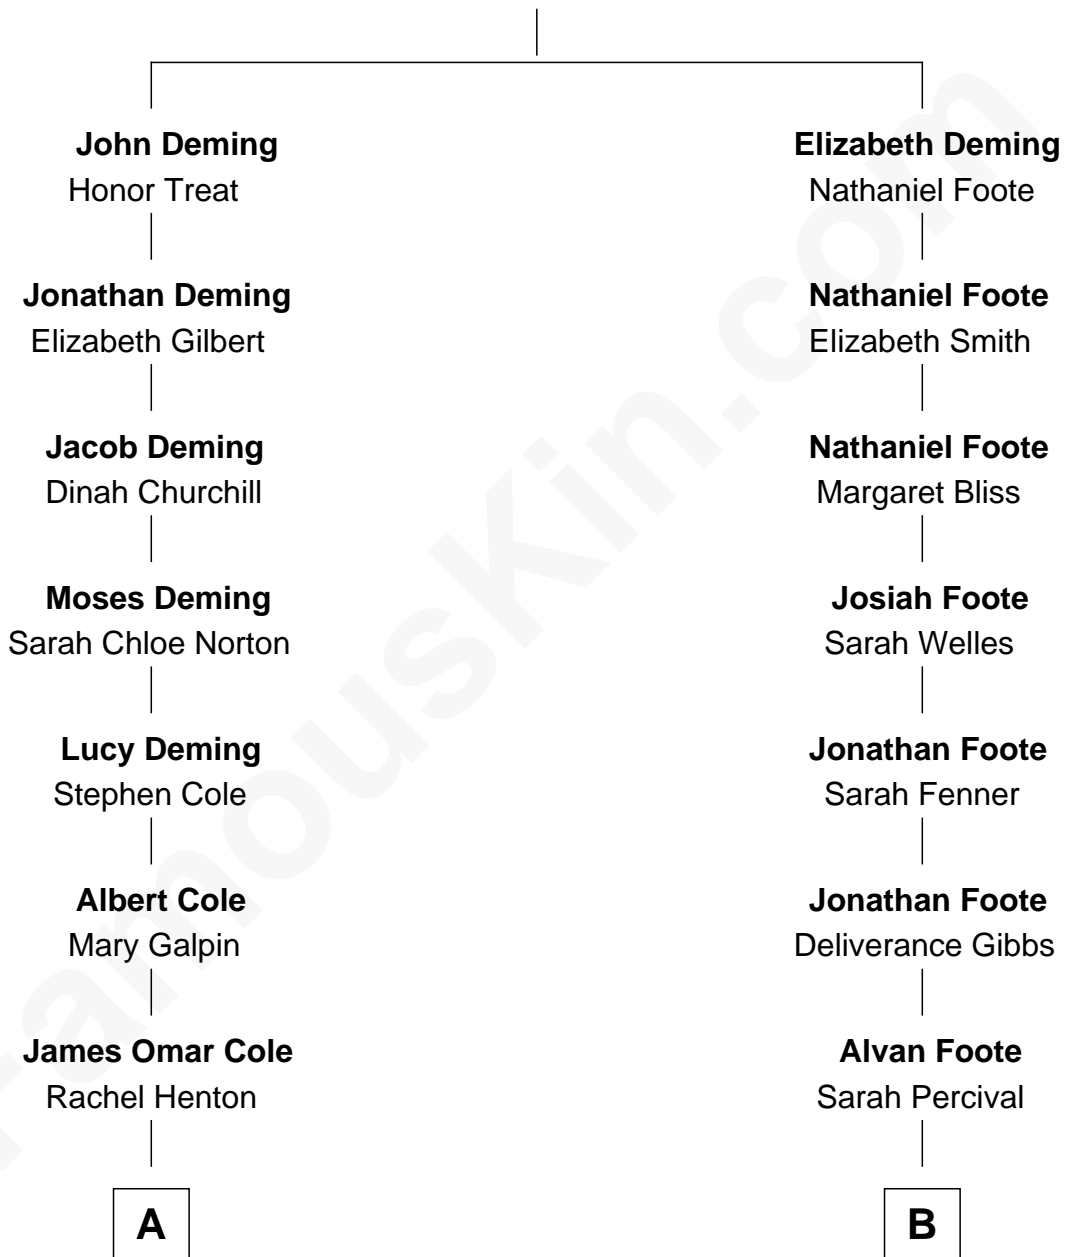 John Deming
Honor Treat
Elizabeth Deming
Nathaniel Foote
Jonathan Deming
Elizabeth Gilbert
Nathaniel Foote
Elizabeth Smith
Jacob Deming
Dinah Churchill
Nathaniel Foote
Margaret Bliss
Moses Deming
Sarah Chloe Norton
Josiah Foote
Sarah Welles
Lucy Deming
Stephen Cole
Jonathan Foote
Sarah Fenner
Albert Cole
Mary Galpin
Jonathan Foote
Deliverance Gibbs
James Omar Cole
Rachel Henton
Alvan Foote
Sarah Percival
A
B
FamousKin.com